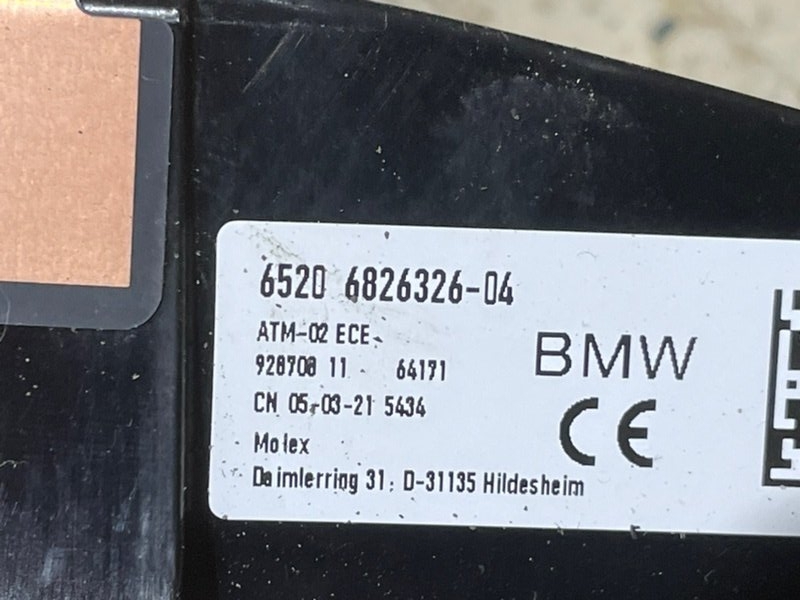 6520 6826326-04
ATM-02 ECE
928708 11 64171
CN 05-03-21 5434
Molex
Daimlerring 31, D-31135 Hildesheim
BMW
CE